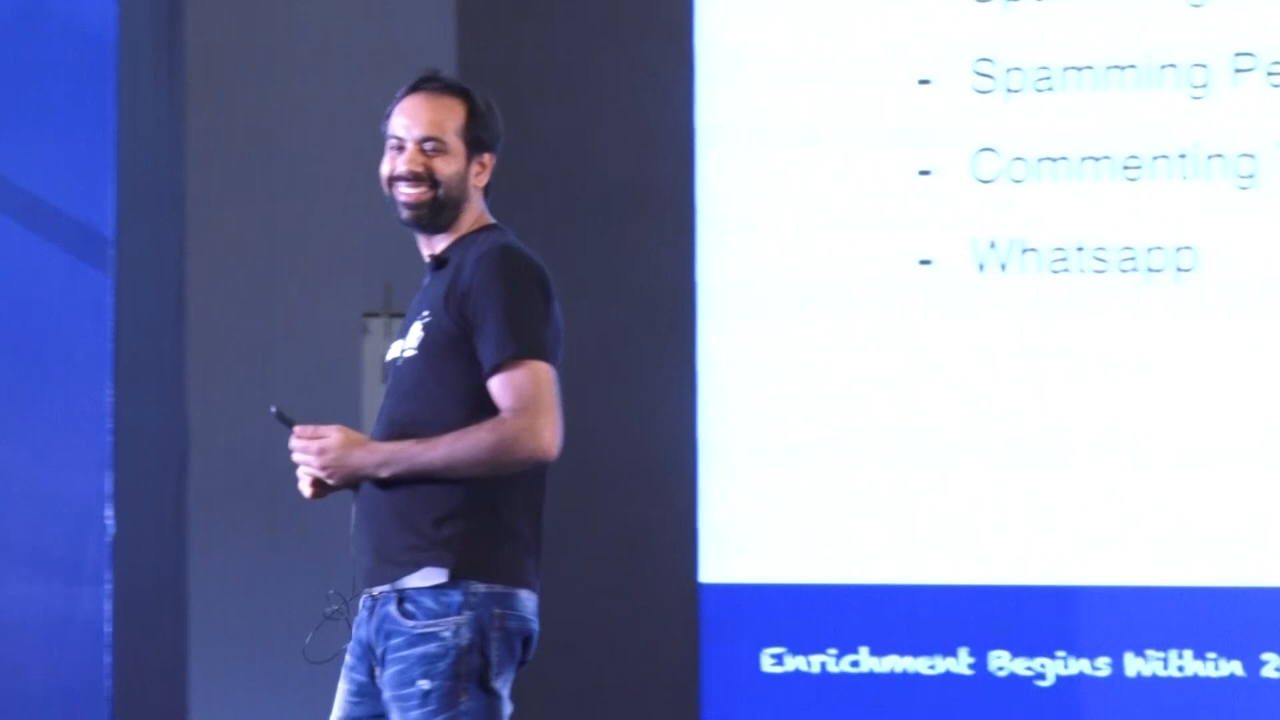 - Spamming
- Commenting
- Whatsapp
Enrichment Begins Within